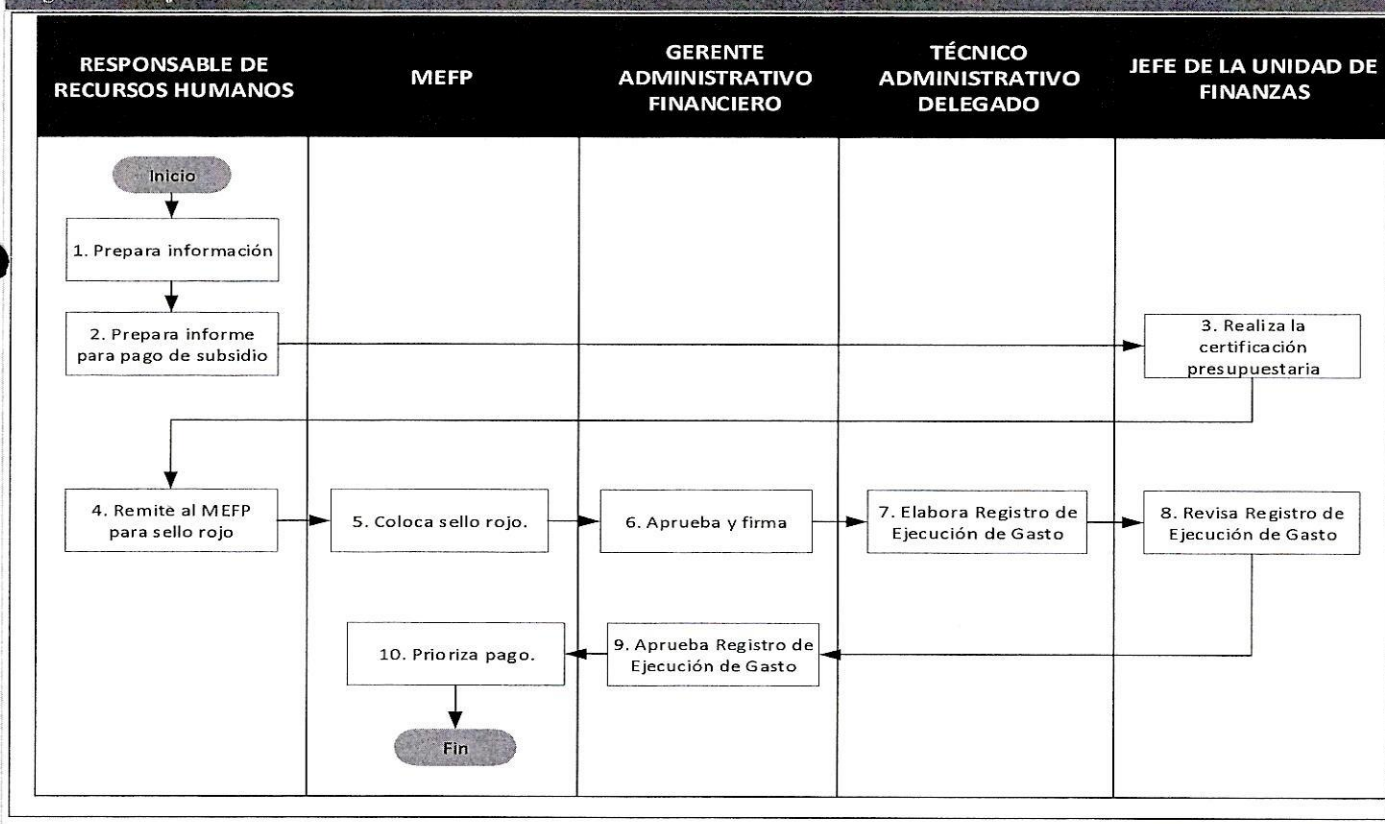 RESPONSABLE DE
RECURSOS HUMANOS
MEFP
GERENTE
ADMINISTRATIVO
FINANCIERO
TÉCNICO
ADMINISTRATIVO
DELEGADO
JEFE DE LA UNIDAD DE
FINANZAS
Inicio
1. Prepara información
2. Prepara informe
para pago de subsidio
3. Realiza la
certificación
presupuestaria
4. Remite al MEFP
para sello rojo
5. Coloca sello rojo.
6. Aprueba y firma
7. Elabora Registro de
Ejecución de Gasto
8. Revisa Registro de
Ejecución de Gasto
10. Prioriza pago.
9. Aprueba Registro de
Ejecución de Gasto
Fin